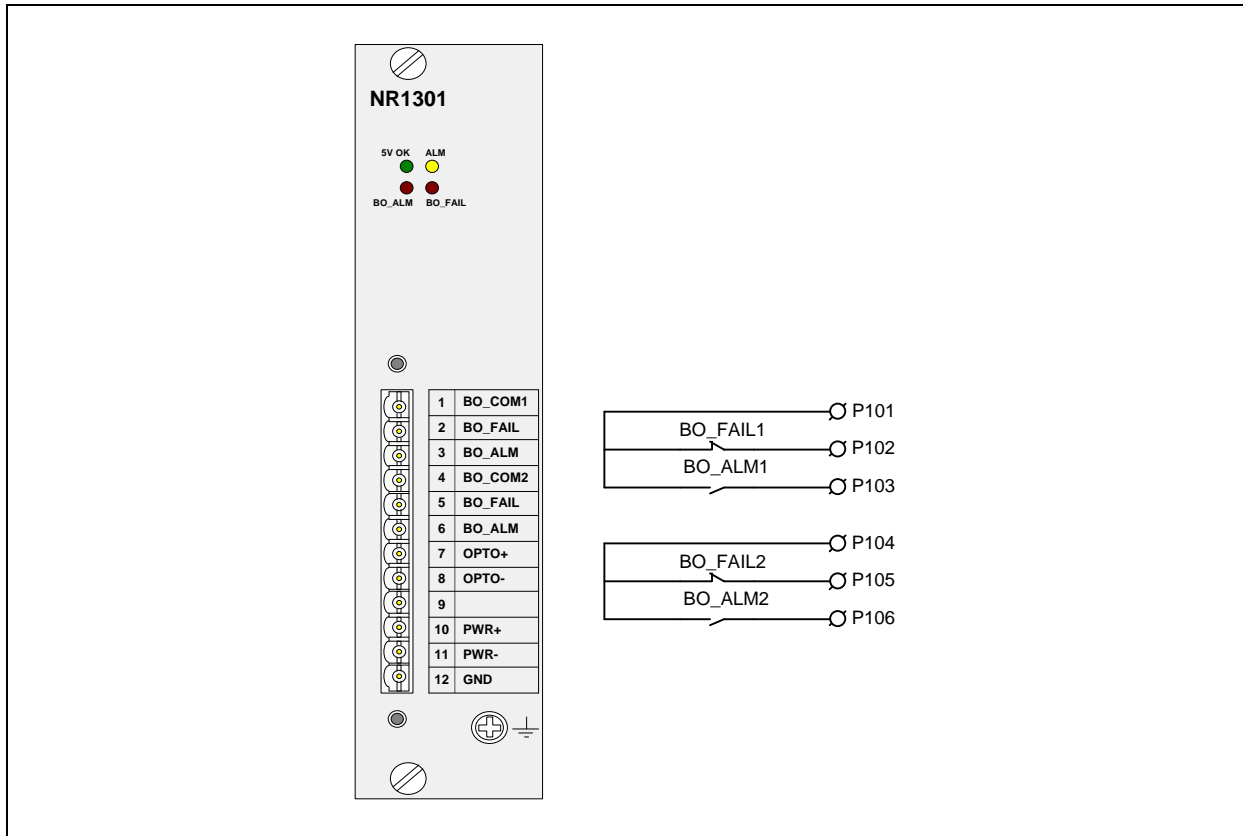 NR1301
5V OK ALM
BO_ALM BO_FAIL
1 BO_COM1
2 BO_FAIL
3 BO_ALM
4 BO_COM2
5 BO_FAIL
6 BO_ALM
7 OPTO+
8 OPTO-
9
10 PWR+
11 PWR-
12 GND
P101
BO_FAIL1
P102
BO_ALM1
P103
P104
BO_FAIL2
P105
BO_ALM2
P106